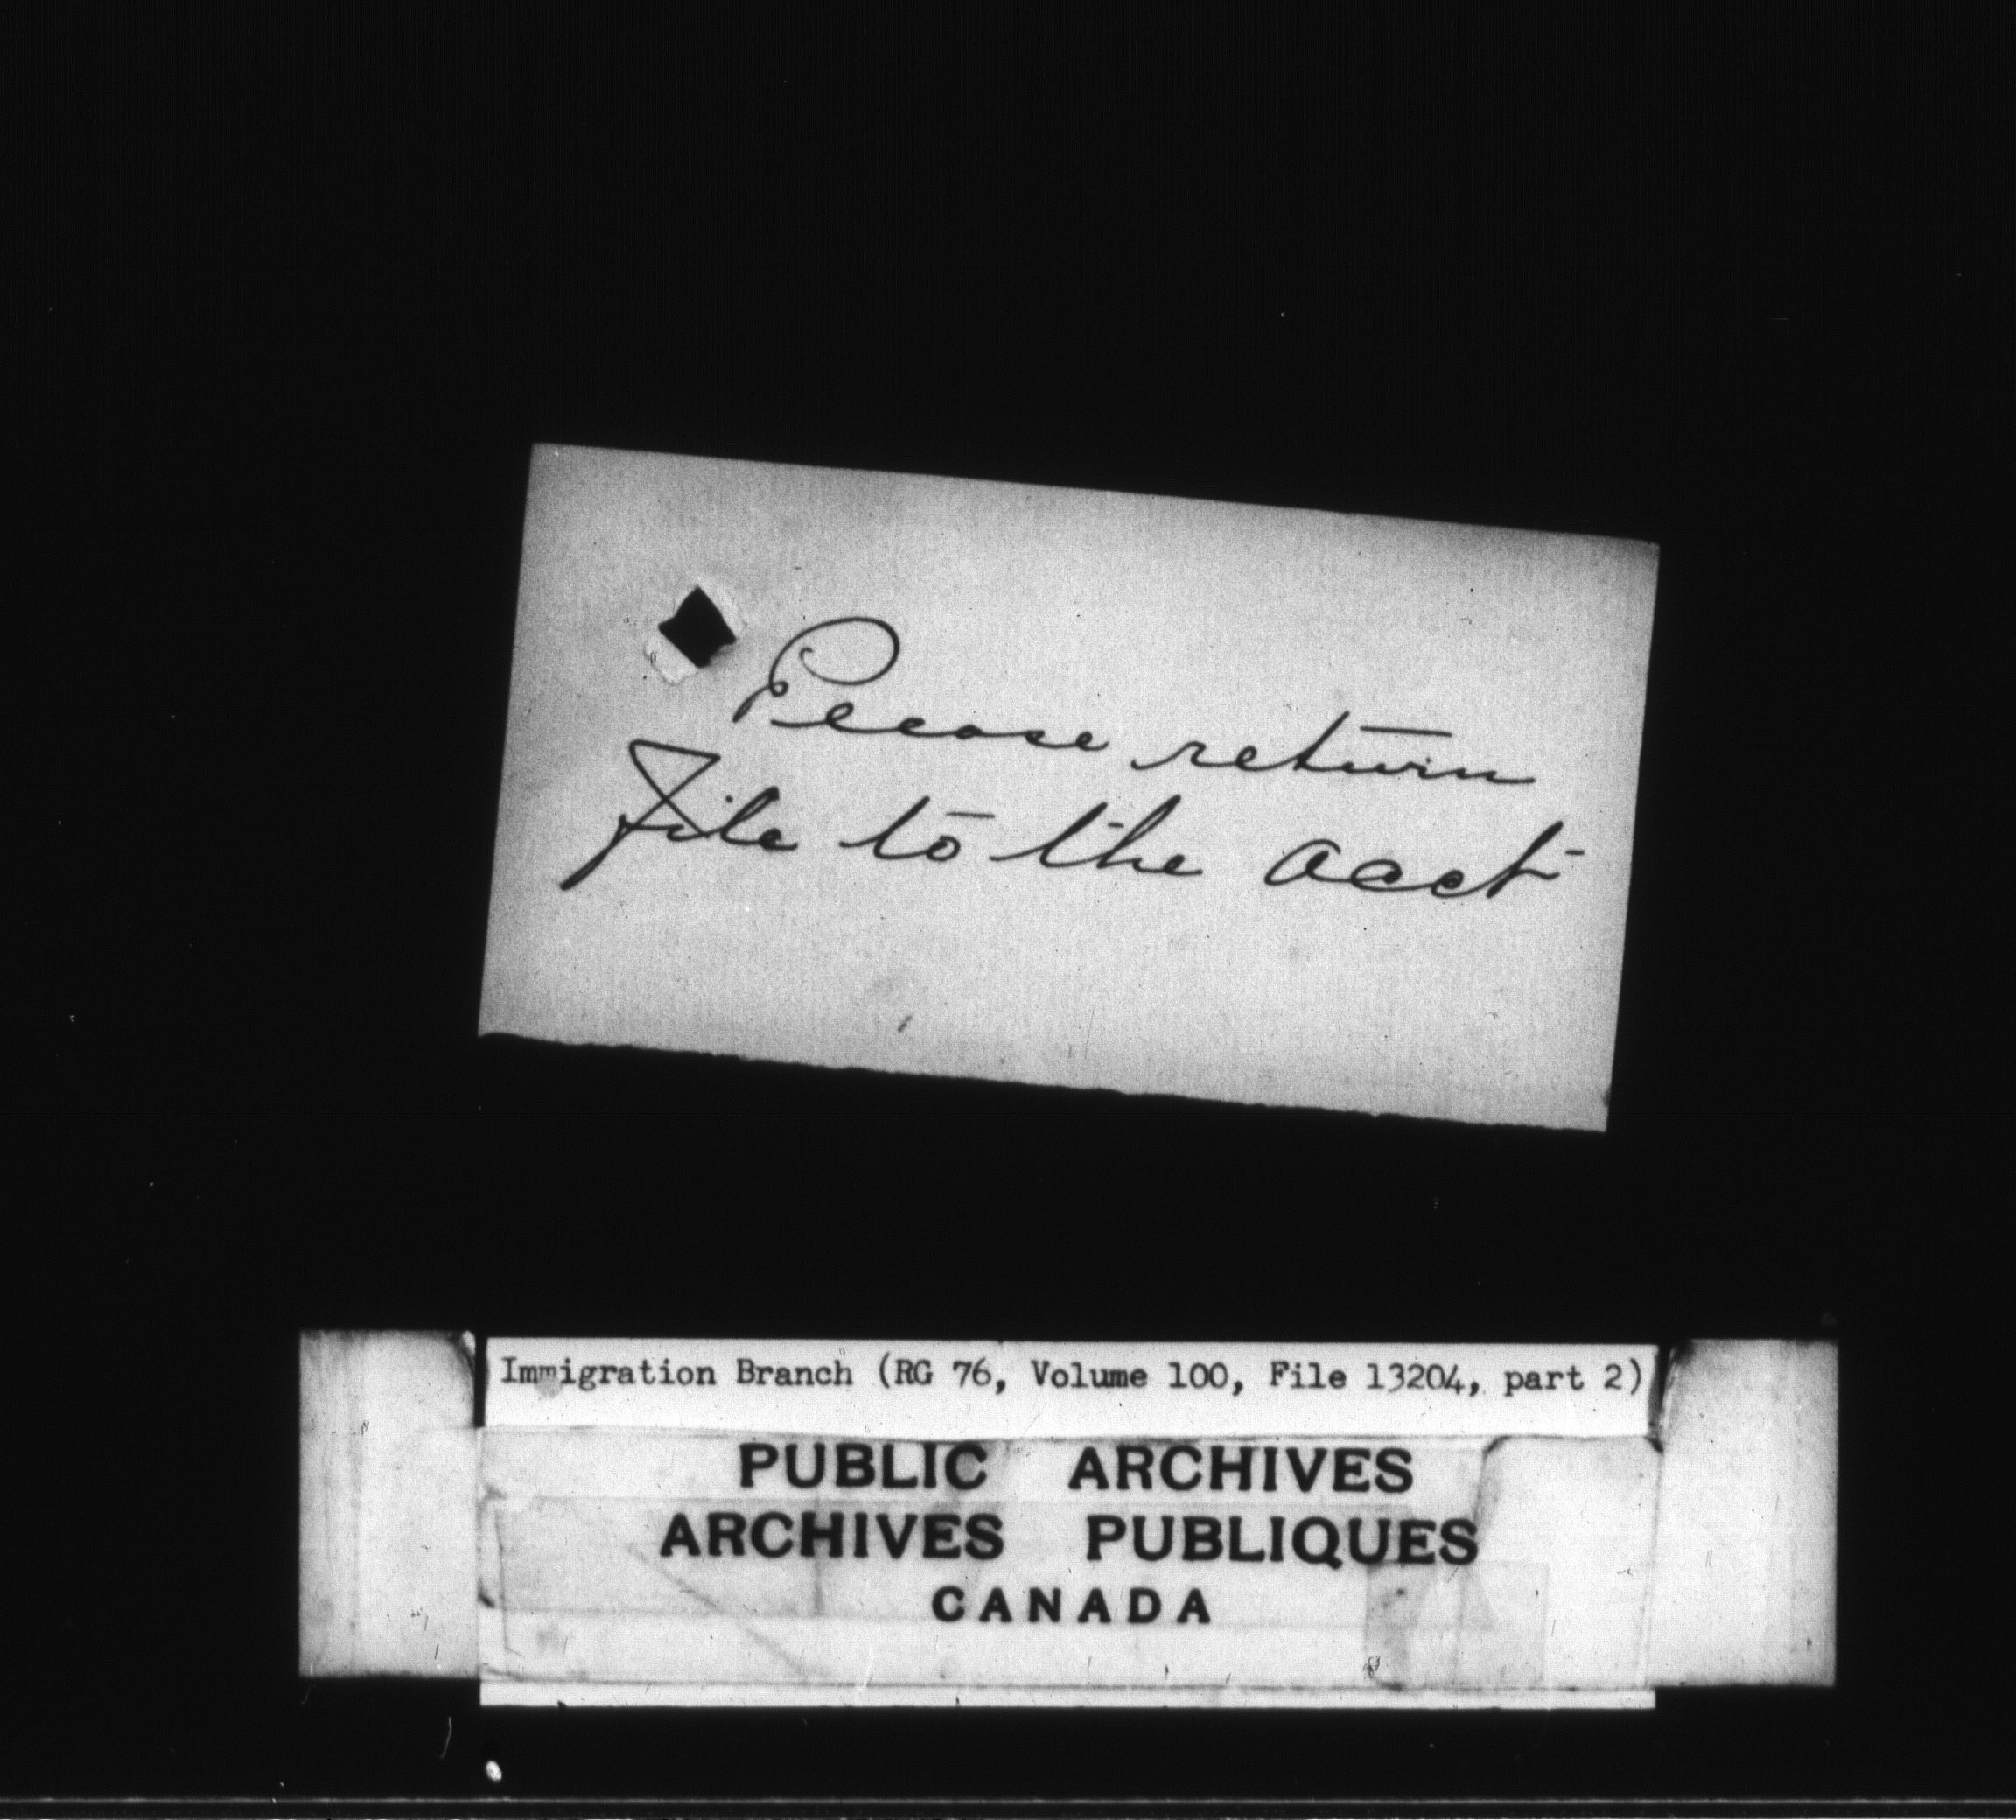 Please return
File to the acct
Immigration Branch (RG 76, Volume 100, File 13204, part 2)
PUBLIC ARCHIVES
ARCHIVES PUBLIQUES
CANADA